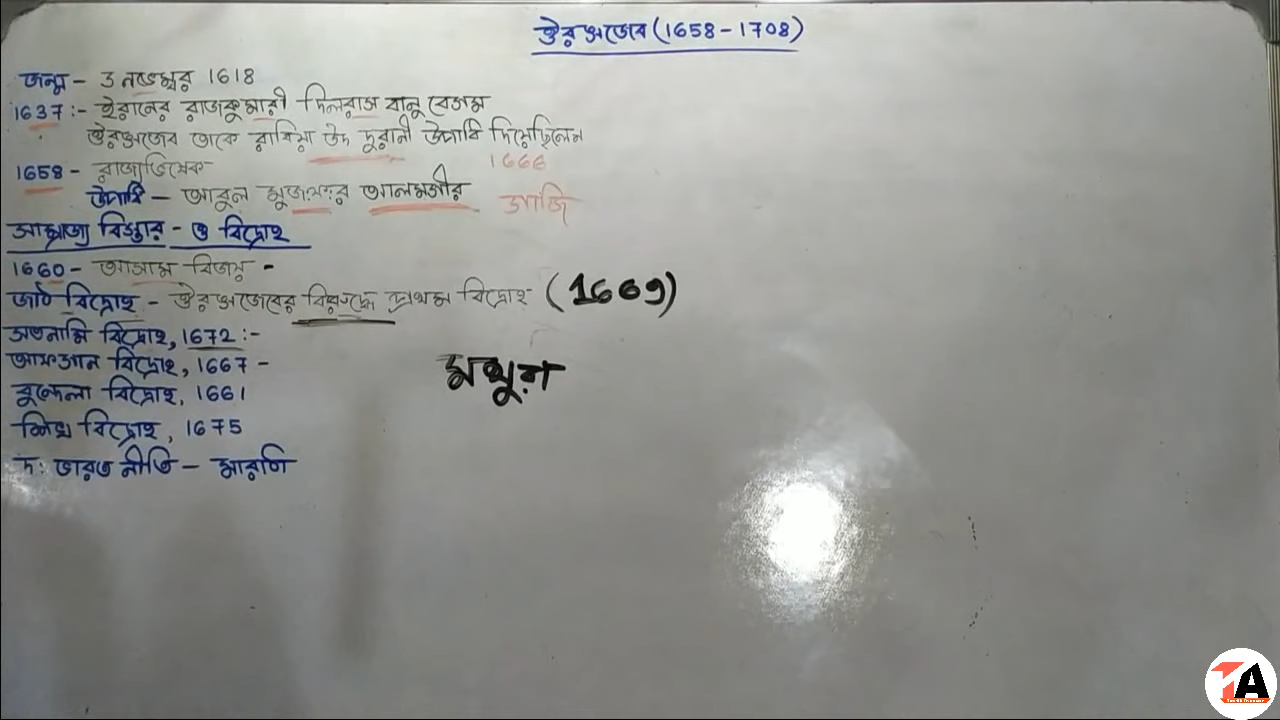 ঔরঙ্গজেব (1658-1708)
জন্ম - 3 নভেম্বর 1618
1637:- ইরানের রাজকুমারী দিলরাস বানু বেগম
ঔরঙ্গজেব তাকে রাবিয়া উদ দুরানী উপাধি দিয়েছিলেন
1658 - রাজ্যাভিষেক 1666
উপাধি - আবুল মুজাফফর আলমগীর গাজি
সাম্রাজ্য বিস্তার - ও বিদ্রোহ
1660 - আসাম বিজয় -
জাঠ বিদ্রোহ - ঔরঙ্গজেবের বিরুদ্ধে প্রথম বিদ্রোহ (1669)
সতনামি বিদ্রোহ, 1672:-
আফগান বিদ্রোহ, 1667 -
মথুরা
বুন্দেলা বিদ্রোহ, 1661
শিখ বিদ্রোহ, 1675
দ: ভারত নীতি - মারাঠি
TA